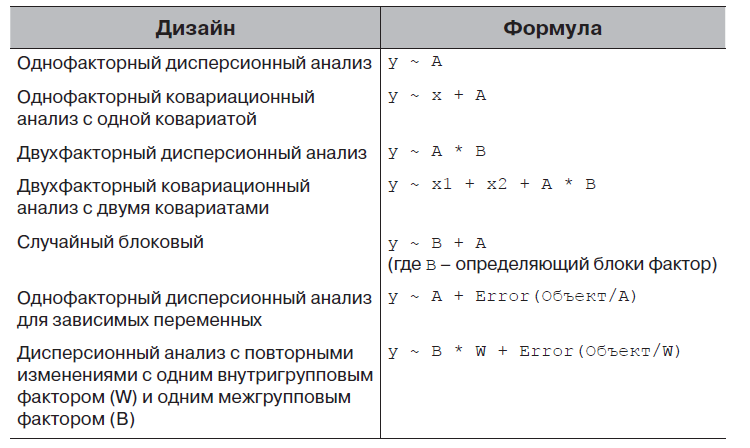 Дизайн Формула
Однофакторный дисперсионный анализ y ~ A
Однофакторный ковариационный y ~ x + A
анализ с одной ковариатой
Двухфакторный дисперсионный анализ y ~ A * B
Двухфакторный ковариационный y ~ x1 + x2 + A * B
анализ с двумя ковариатами
Случайный блоковый y ~ B + A
(где B – определяющий блоки фактор)
Однофакторный дисперсионный анализ y ~ A + Error(Объект/A)
для зависимых переменных
Дисперсионный анализ с повторными y ~ B * W + Error(Объект/W)
изменениями с одним внутригрупповым
фактором (W) и одним межгрупповым
фактором (B)